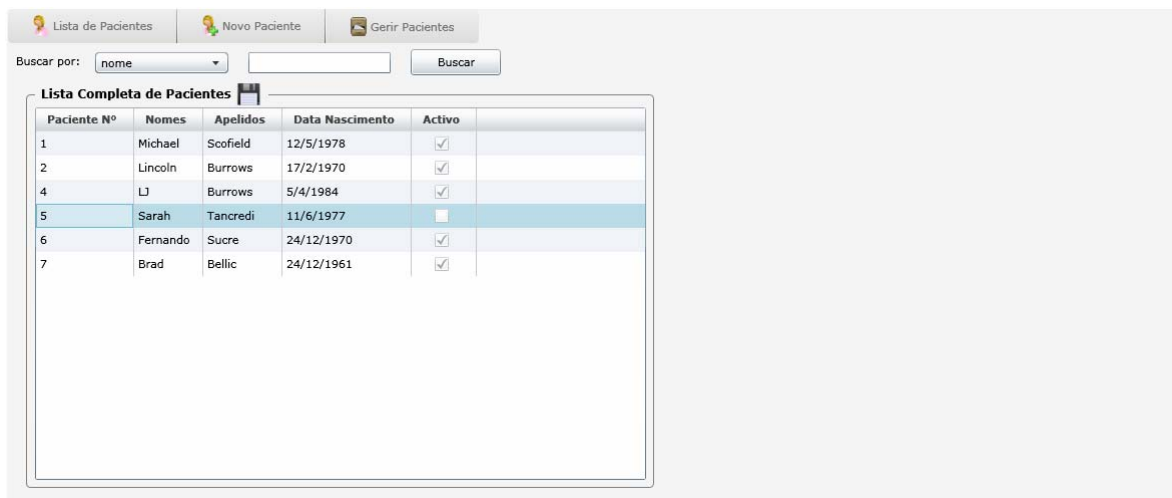 Lista de Pacientes Novo Paciente Gerir Pacientes
Buscar por: nome Buscar
Lista Completa de Pacientes
Paciente Nº Nomes Apelidos Data Nascimento Activo
1 Michael Scofield 12/5/1978
2 Lincoln Burrows 17/2/1970
4 LJ Burrows 5/4/1984
5 Sarah Tancredi 11/6/1977
6 Fernando Sucre 24/12/1970
7 Brad Bellic 24/12/1961